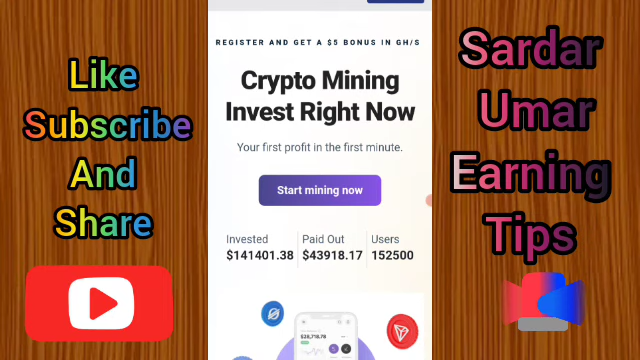 Like
Subscribe
And
Share
REGISTER AND GET A $5 BONUS IN GH/S
Crypto Mining
Invest Right Now
Your first profit in the first minute.
Start mining now
Invested
$141401.38
Paid Out
$43918.17
Users
152500
Sardar
Umar
Earning
Tips